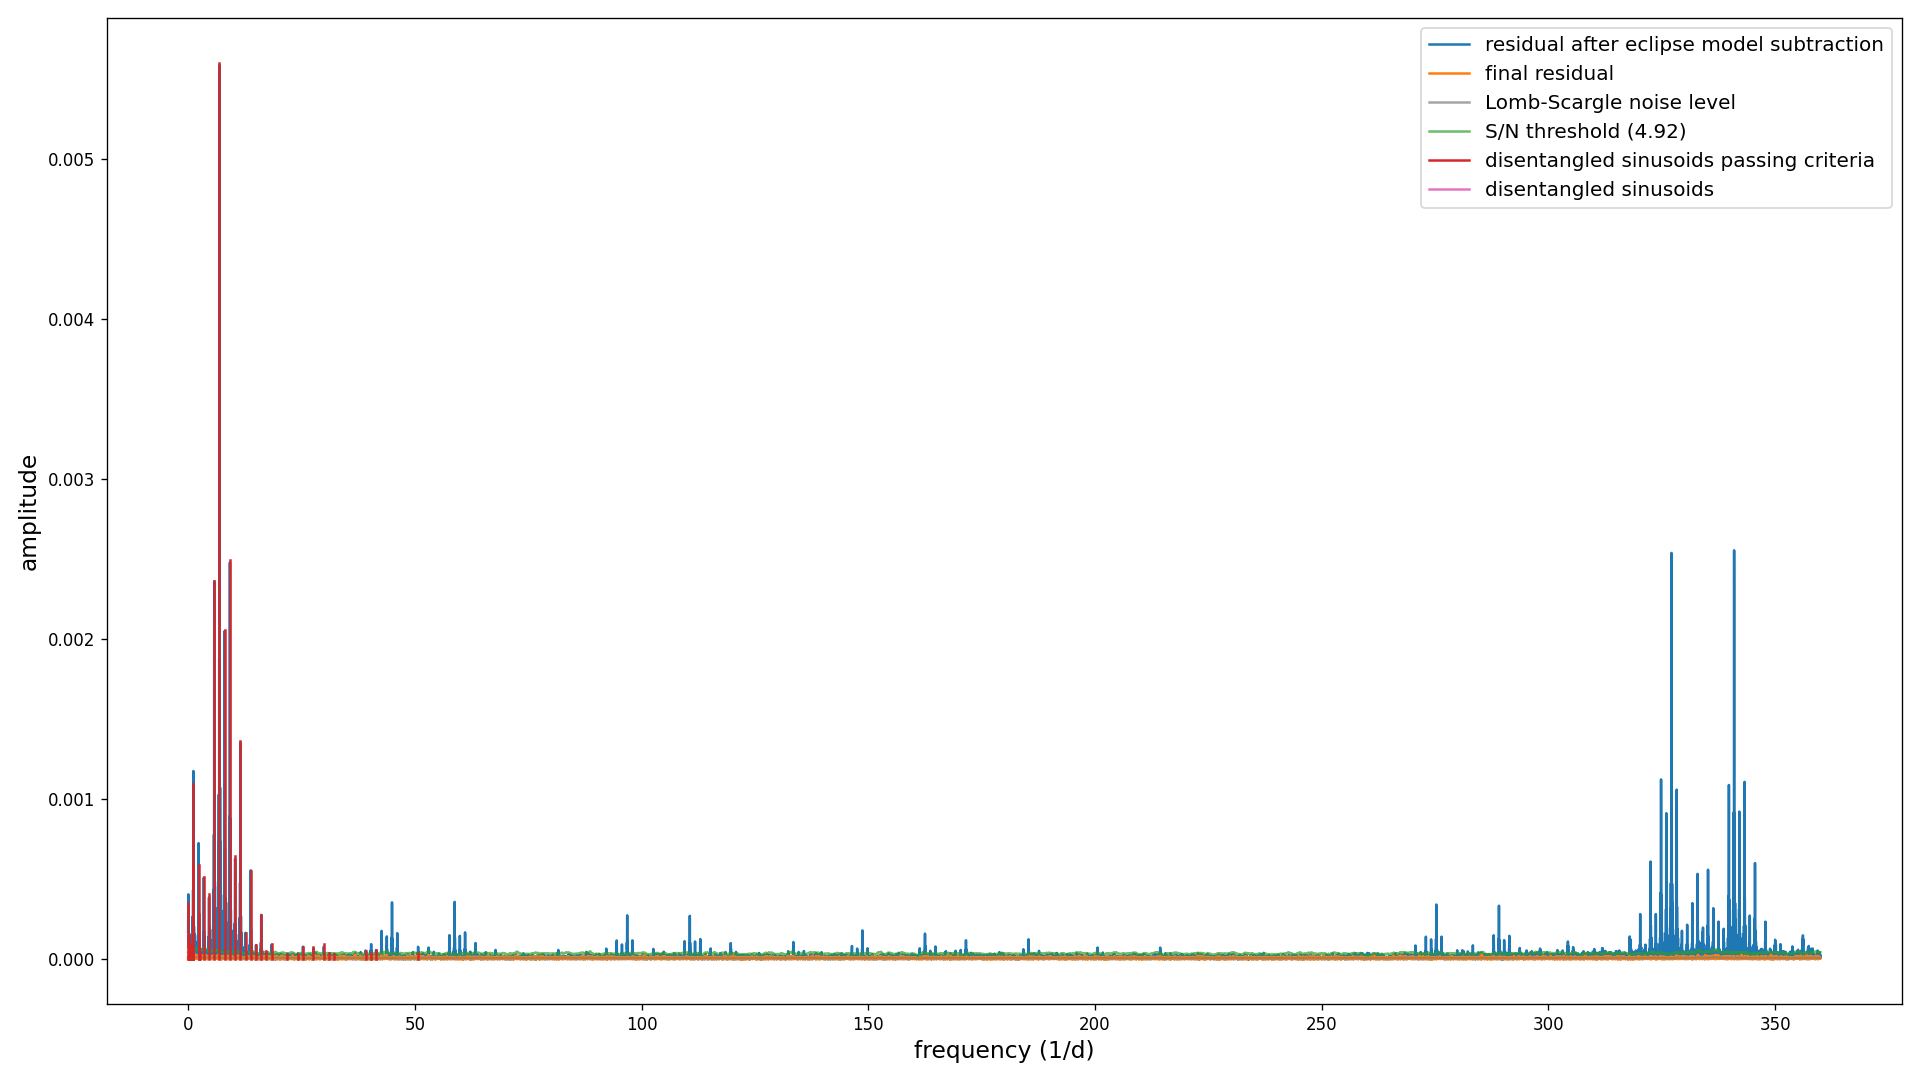 residual after eclipse model subtraction
final residual
Lomb-Scargle noise level
S/N threshold (4.92)
disentangled sinusoids passing criteria
disentangled sinusoids
amplitude
0.005
0.004
0.003
0.002
0.001
0.000
0 50 100 150 200 250 300 350
frequency (1/d)